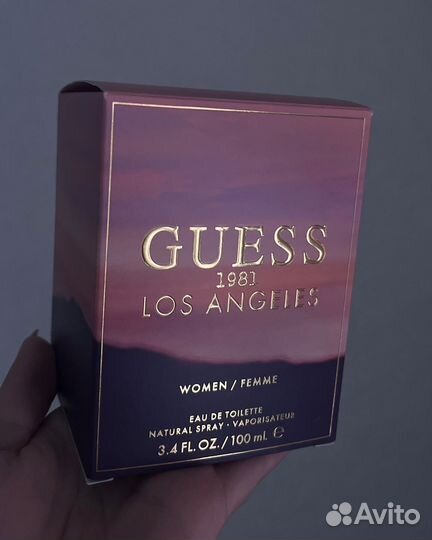 GUESS
1981
LOS ANGELES
WOMEN / FEMME
EAU DE TOILETTE
NATURAL SPRAY · VAPORISATEUR
3.4 FL. OZ. / 100 mL ℮
Avito